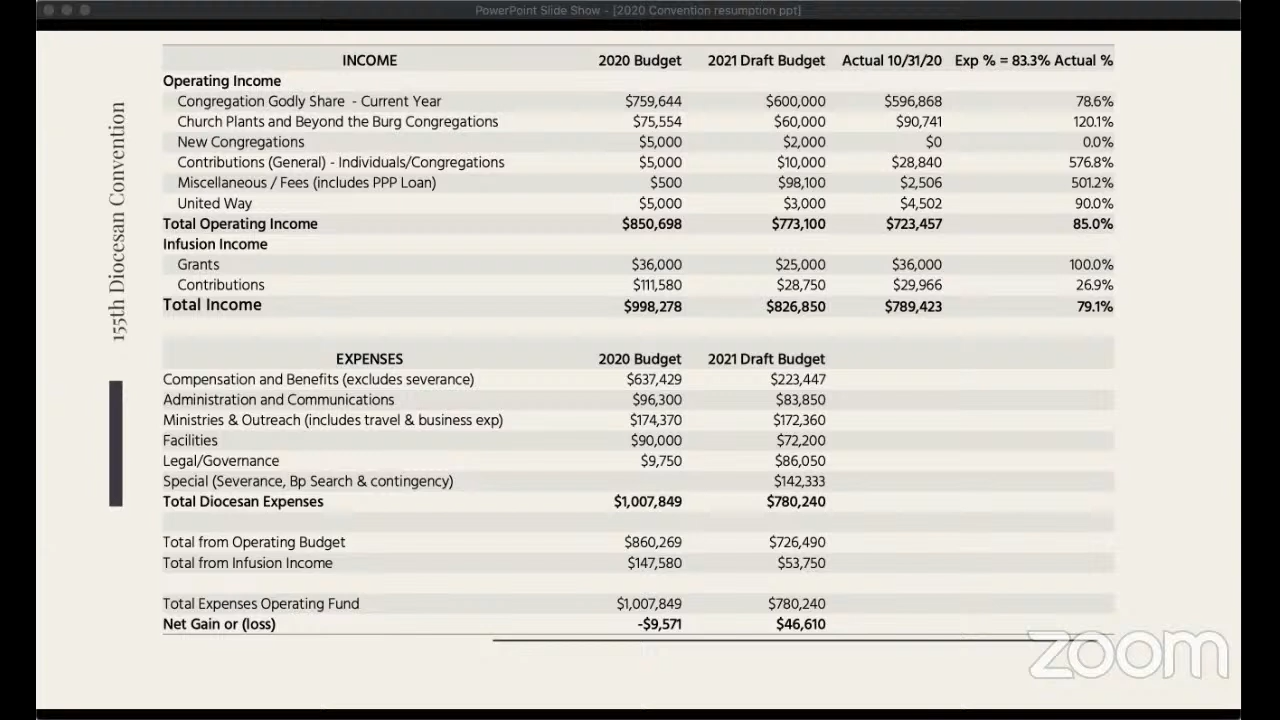 PowerPoint Slide Show - [2020 Convention resumption ppt]
155th Diocesan Convention
INCOME 2020 Budget 2021 Draft Budget Actual 10/31/20 Exp % = 83.3% Actual %
Operating Income
Congregation Godly Share - Current Year $759,644 $600,000 $596,868 78.6%
Church Plants and Beyond the Burg Congregations $75,554 $60,000 $90,741 120.1%
New Congregations $5,000 $2,000 $0 0.0%
Contributions (General) - Individuals/Congregations $5,000 $10,000 $28,840 576.8%
Miscellaneous / Fees (includes PPP Loan) $500 $98,100 $2,506 501.2%
United Way $5,000 $3,000 $4,502 90.0%
Total Operating Income $850,698 $773,100 $723,457 85.0%
Infusion Income
Grants $36,000 $25,000 $36,000 100.0%
Contributions $111,580 $28,750 $29,966 26.9%
Total Income $998,278 $826,850 $789,423 79.1%
EXPENSES 2020 Budget 2021 Draft Budget
Compensation and Benefits (excludes severance) $637,429 $223,447
Administration and Communications $96,300 $83,850
Ministries & Outreach (includes travel & business exp) $174,370 $172,360
Facilities $90,000 $72,200
Legal/Governance $9,750 $86,050
Special (Severance, Bp Search & contingency) $142,333
Total Diocesan Expenses $1,007,849 $780,240
Total from Operating Budget $860,269 $726,490
Total from Infusion Income $147,580 $53,750
Total Expenses Operating Fund $1,007,849 $780,240
Net Gain or (loss) -$9,571 $46,610
zoom